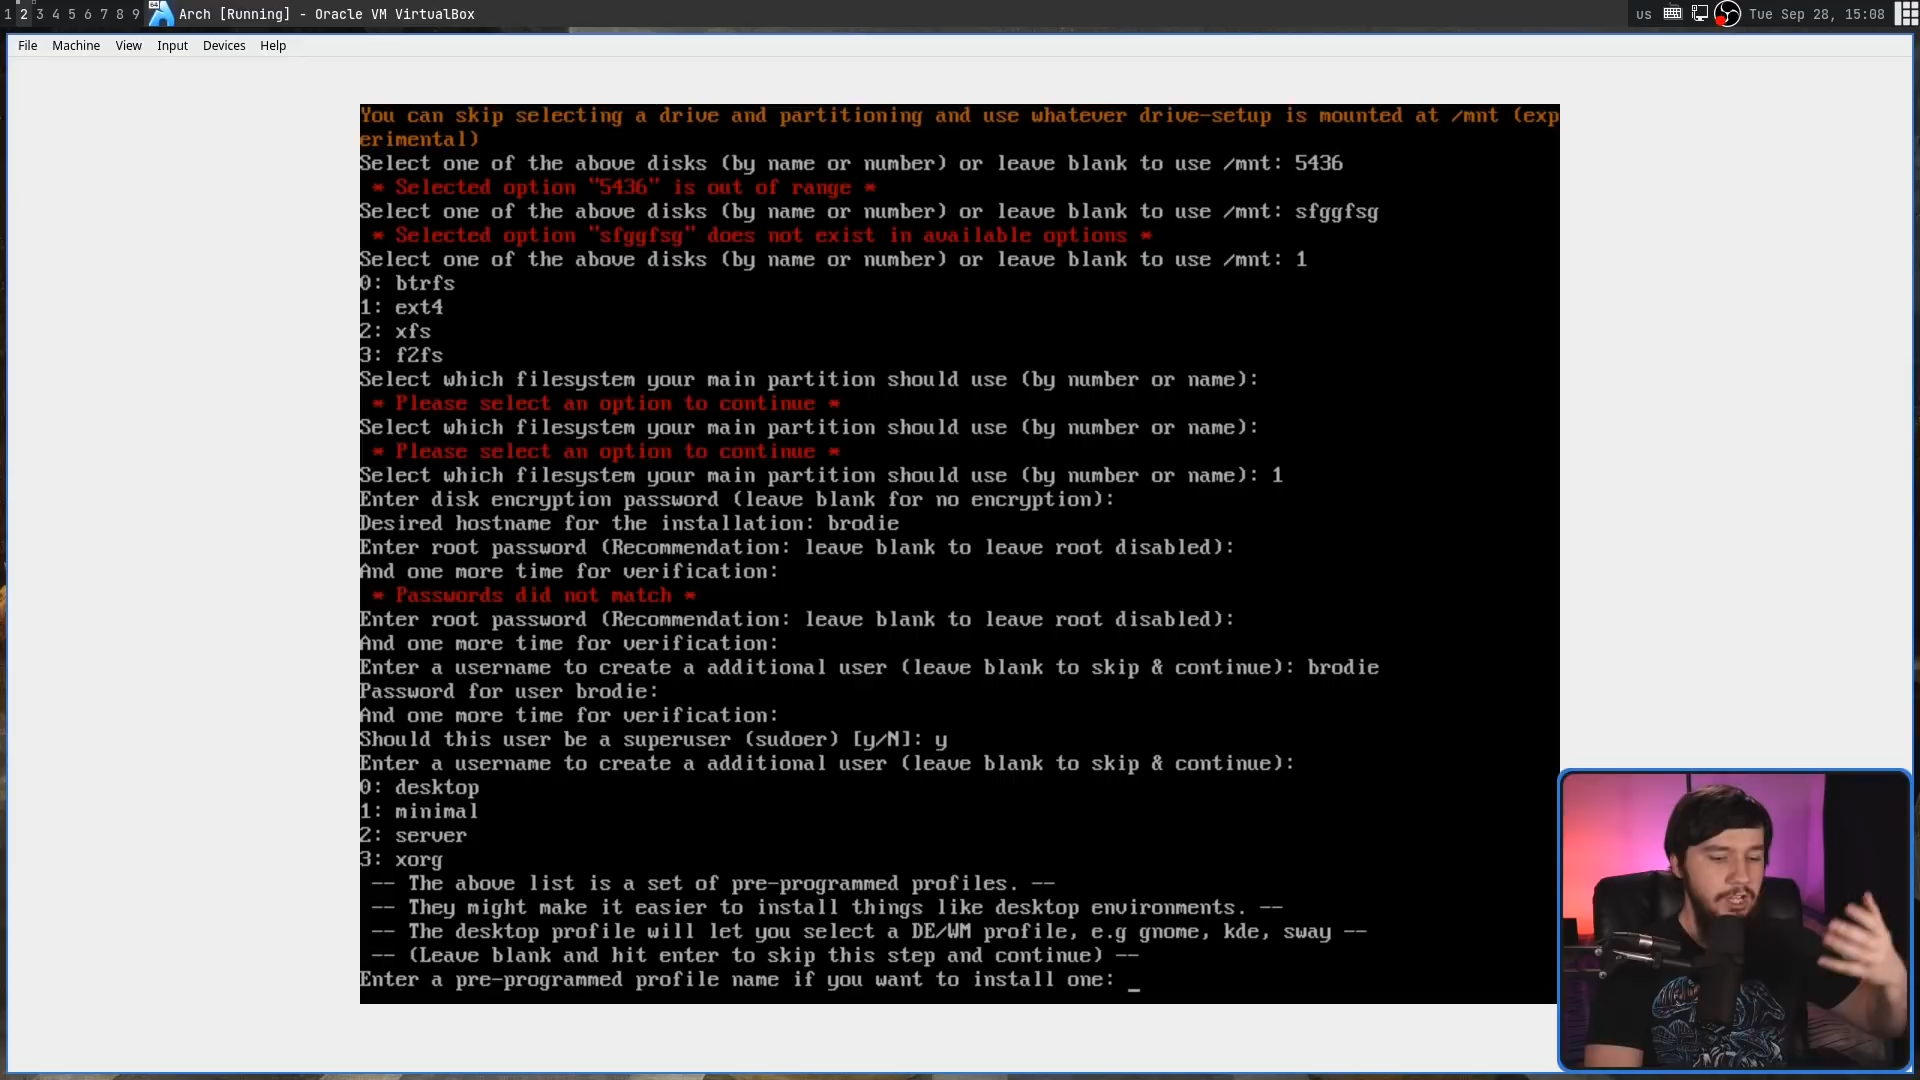 1 2 3 4 5 6 7 8 9 Arch [Running] - Oracle VM VirtualBox us Tue Sep 28, 15:08
File Machine View Input Devices Help
You can skip selecting a drive and partitioning and use whatever drive-setup is mounted at /mnt (exp
erimental)
Select one of the above disks (by name or number) or leave blank to use /mnt: 5436
* Selected option "5436" is out of range *
Select one of the above disks (by name or number) or leave blank to use /mnt: sfggfsg
* Selected option "sfggfsg" does not exist in available options *
Select one of the above disks (by name or number) or leave blank to use /mnt: 1
0: btrfs
1: ext4
2: xfs
3: f2fs
Select which filesystem your main partition should use (by number or name):
* Please select an option to continue *
Select which filesystem your main partition should use (by number or name):
* Please select an option to continue *
Select which filesystem your main partition should use (by number or name): 1
Enter disk encryption password (leave blank for no encryption):
Desired hostname for the installation: brodie
Enter root password (Recommendation: leave blank to leave root disabled):
And one more time for verification:
* Passwords did not match *
Enter root password (Recommendation: leave blank to leave root disabled):
And one more time for verification:
Enter a username to create a additional user (leave blank to skip & continue): brodie
Password for user brodie:
And one more time for verification:
Should this user be a superuser (sudoer) [y/N]: y
Enter a username to create a additional user (leave blank to skip & continue):
0: desktop
1: minimal
2: server
3: xorg
-- The above list is a set of pre-programmed profiles. --
-- They might make it easier to install things like desktop environments. --
-- The desktop profile will let you select a DE/WM profile, e.g gnome, kde, sway --
-- (Leave blank and hit enter to skip this step and continue) --
Enter a pre-programmed profile name if you want to install one: _